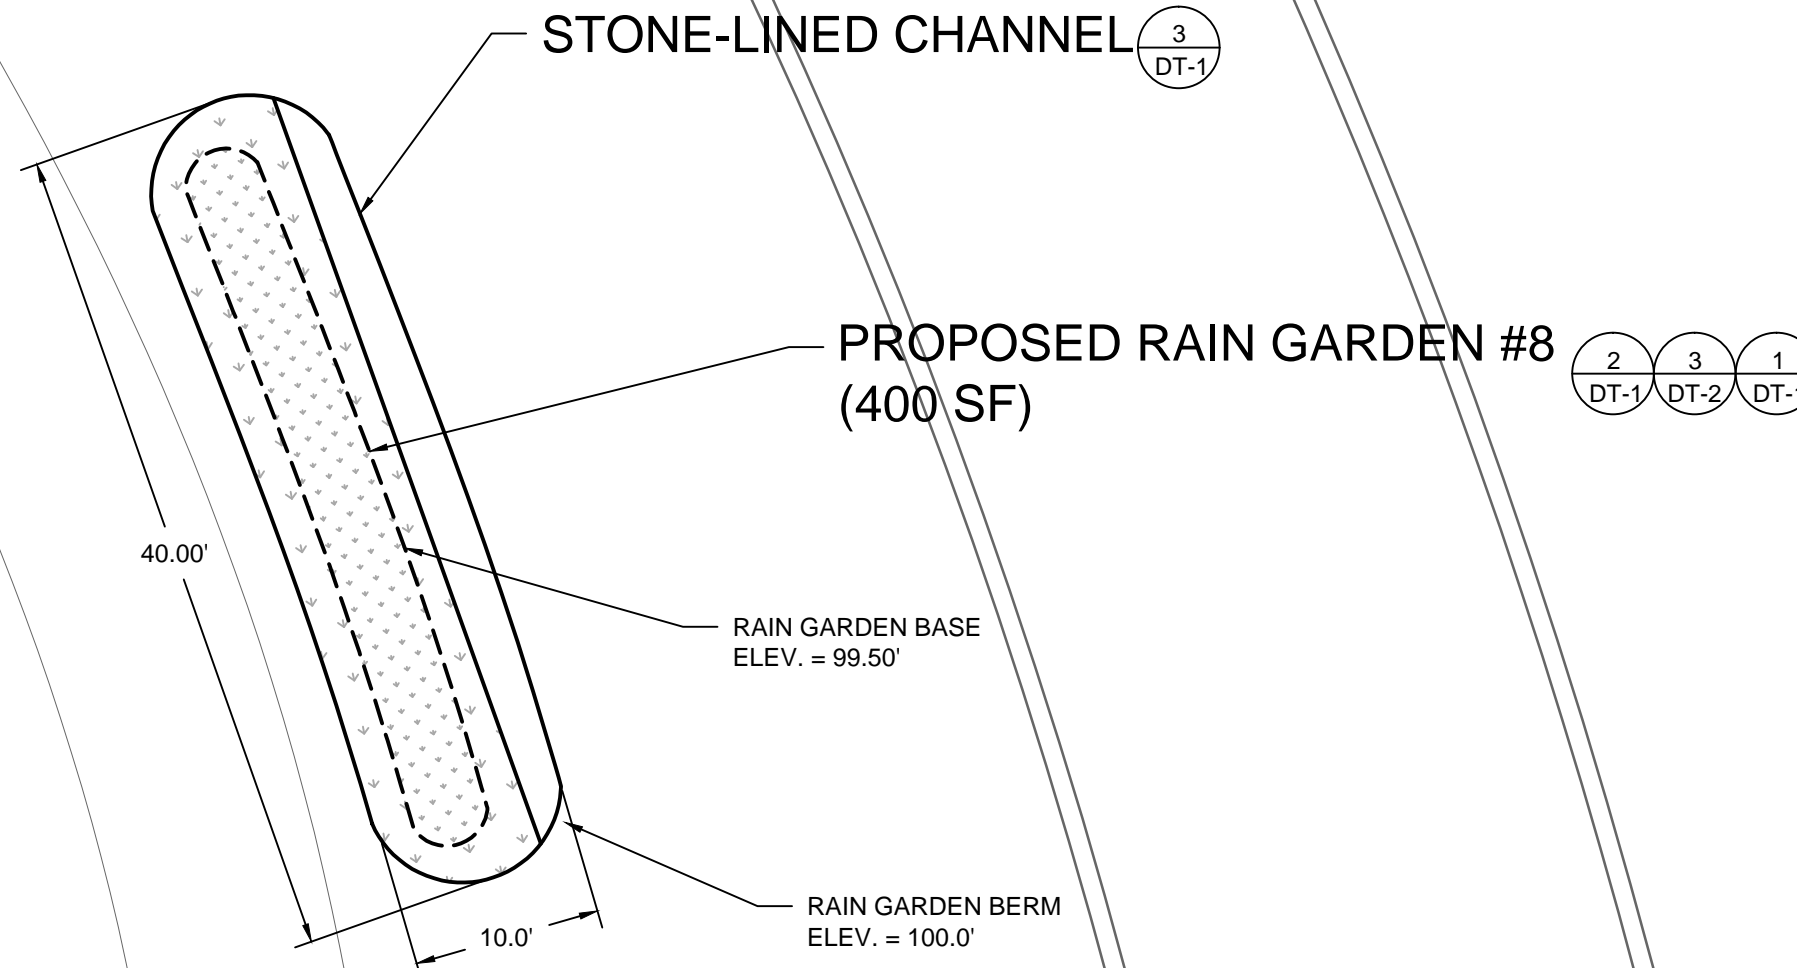 STONE-LINED CHANNEL
3
DT-1
PROPOSED RAIN GARDEN #8
(400 SF)
2
DT-1
3
DT-2
1
40.00'
RAIN GARDEN BASE
ELEV. = 99.50'
RAIN GARDEN BERM
ELEV. = 100.0'
10.0'